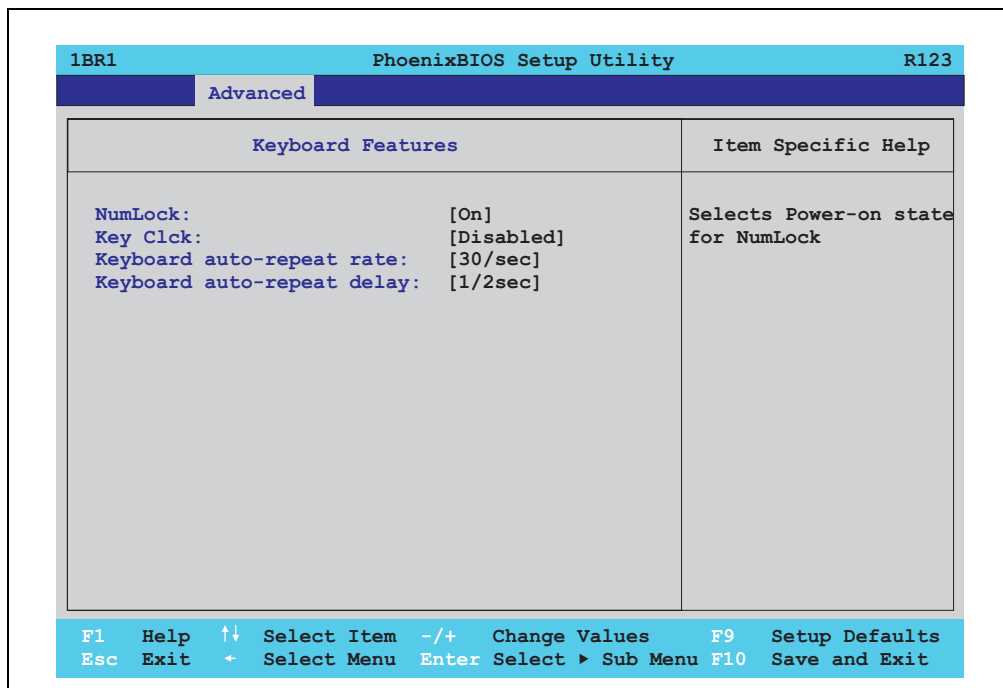 1BR1 PhoenixBIOS Setup Utility R123
Advanced
Keyboard Features
Item Specific Help
NumLock: [On]
Key Clck: [Disabled]
Keyboard auto-repeat rate: [30/sec]
Keyboard auto-repeat delay: [1/2sec]
Selects Power-on state
for NumLock
F1 Help ↑↓ Select Item -/+ Change Values F9 Setup Defaults
Esc Exit ← Select Menu Enter Select ▶ Sub Menu F10 Save and Exit